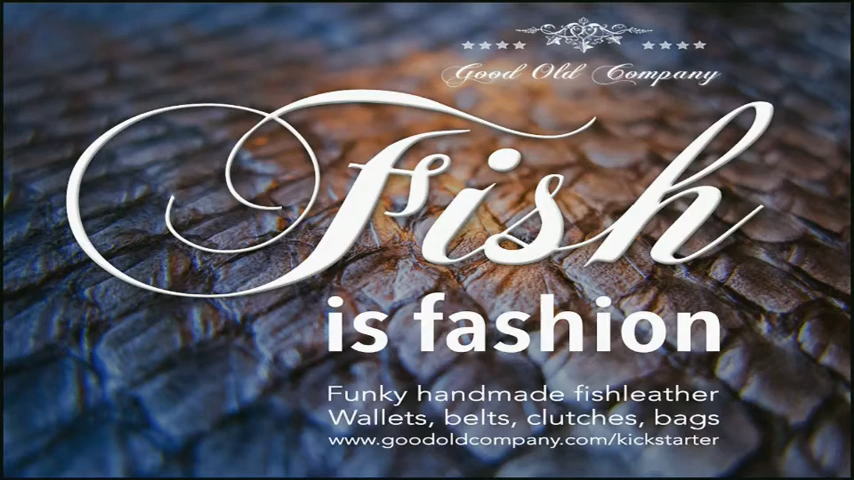 Good Old Company
Fish
is fashion
Funky handmade fishleather
Wallets, belts, clutches, bags
www.goodoldcompany.com/kickstarter